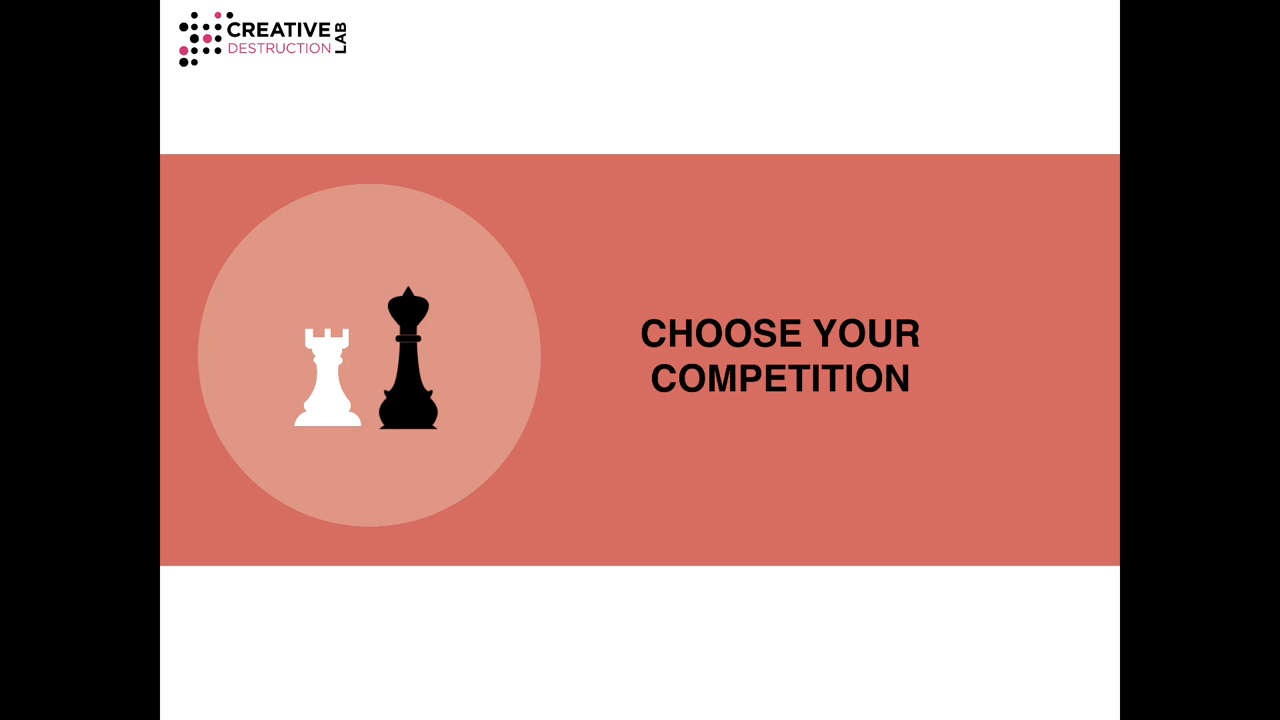 CREATIVE
DESTRUCTION
LAB
CHOOSE YOUR
COMPETITION